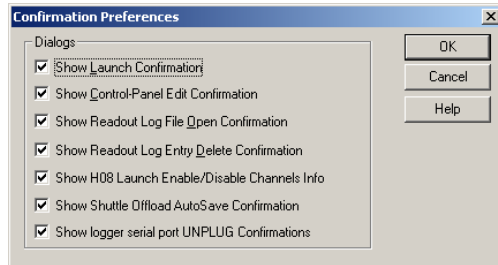 Confirmation Preferences
Dialogs
Show Launch Confirmation
Show Control-Panel Edit Confirmation
Show Readout Log File Open Confirmation
Show Readout Log Entry Delete Confirmation
Show H08 Launch Enable/Disable Channels Info
Show Shuttle Offload AutoSave Confirmation
Show logger serial port UNPLUG Confirmations
OK
Cancel
Help